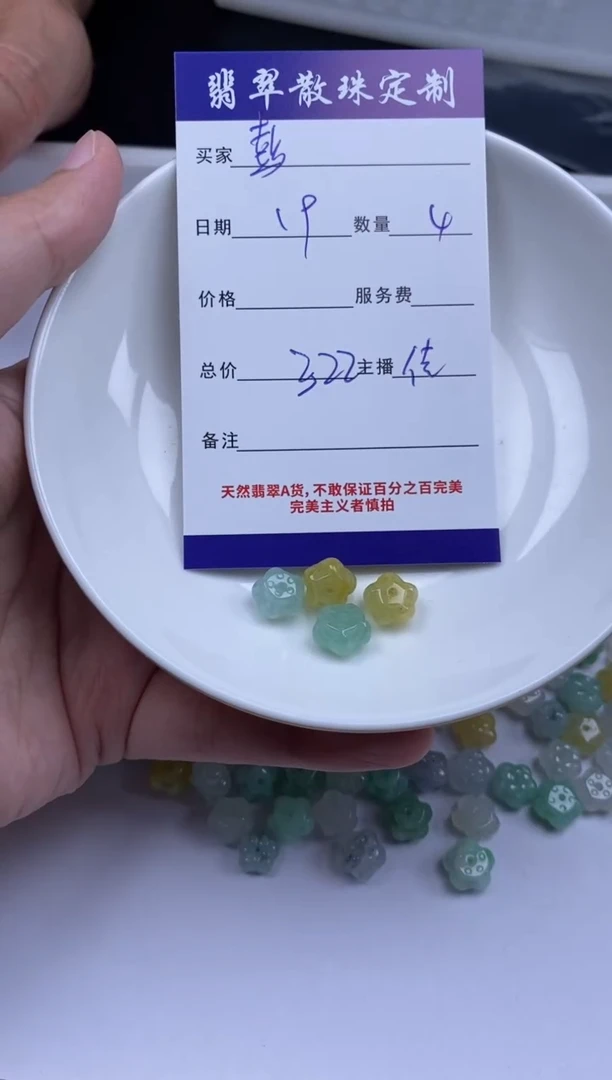 翡翠散珠定制
买家 彭
日期 19 数量 4
价格 服务费
总价 322 主播 佶
备注
天然翡翠A货，不敢保证百分之百完美
完美主义者慎拍